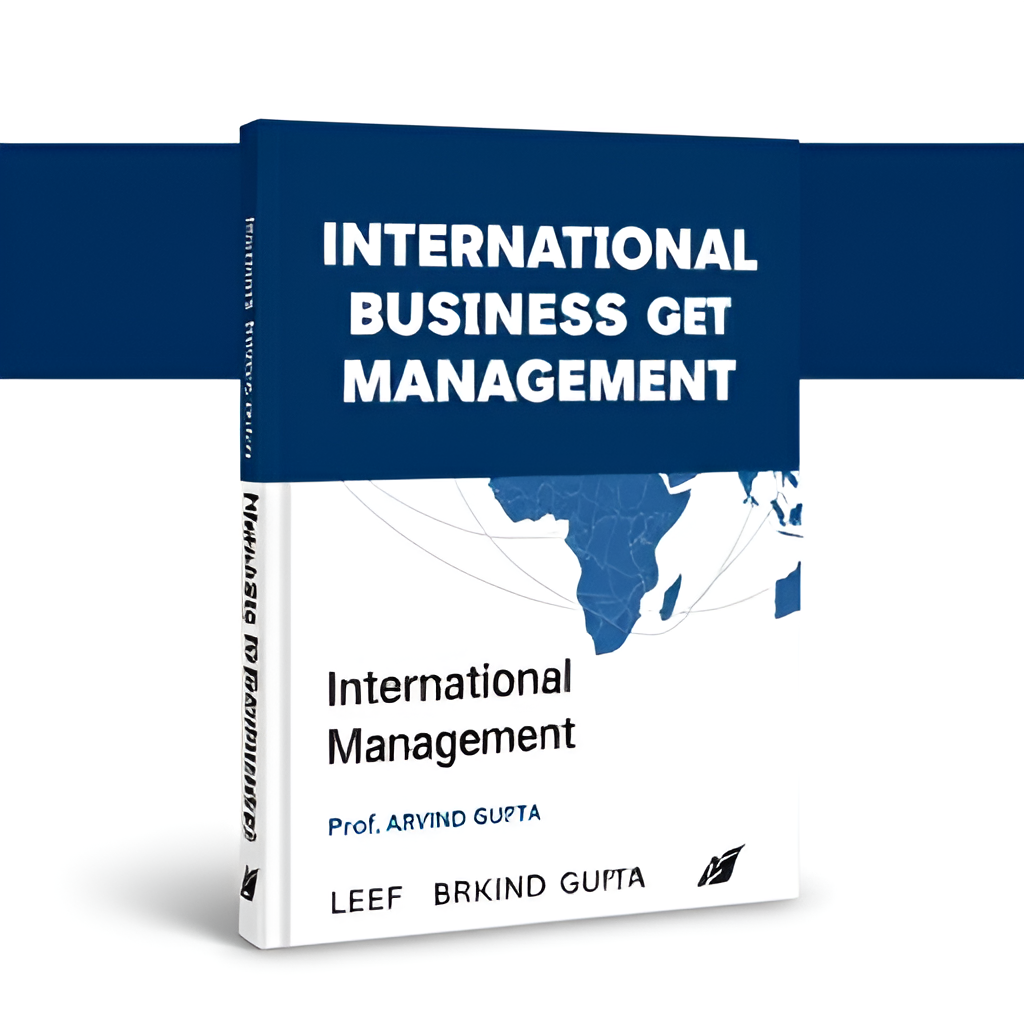 INTERNATIONAL
BUSINESS GET
MANAGEMENT
International
Management
Prof. ARVIND GUPTA
LEEF BRKIND GUPTA